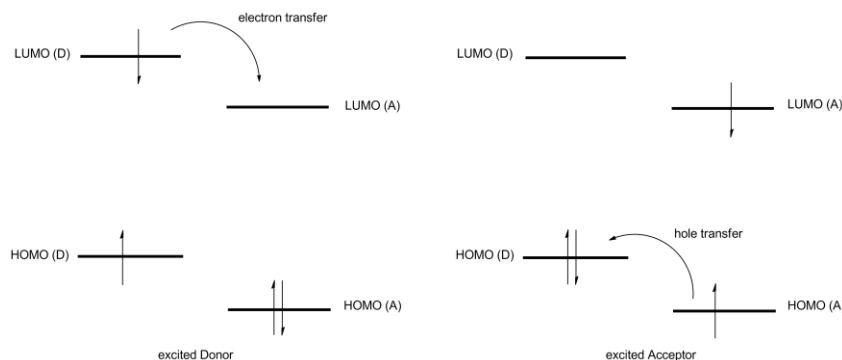 electron transfer
LUMO (D)
LUMO (A)
HOMO (D)
HOMO (A)
excited Donor
LUMO (D)
LUMO (A)
HOMO (D)
hole transfer
HOMO (A
excited Acceptor